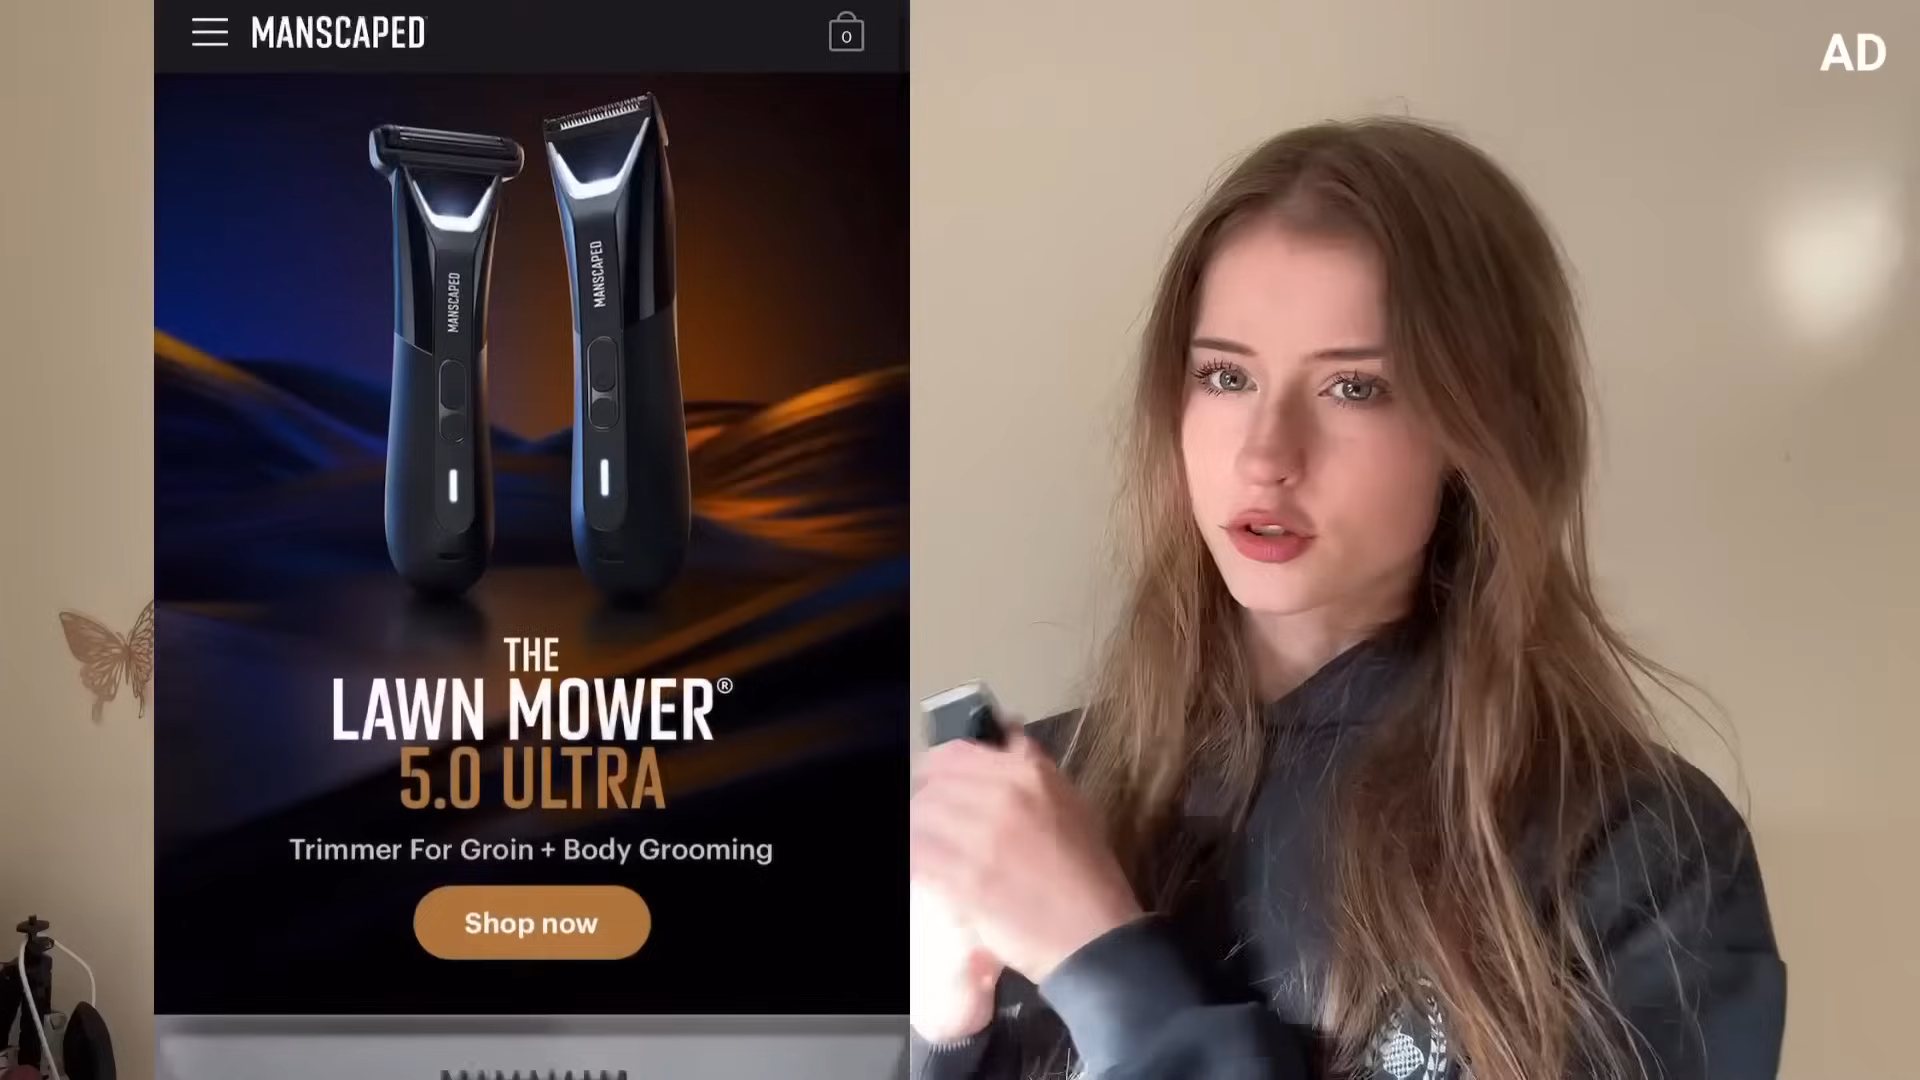 MANSCAPED
0
AD
MANSCAPED
MANSCAPED
THE
LAWN MOWER®
5.0 ULTRA
Trimmer For Groin + Body Grooming
Shop now